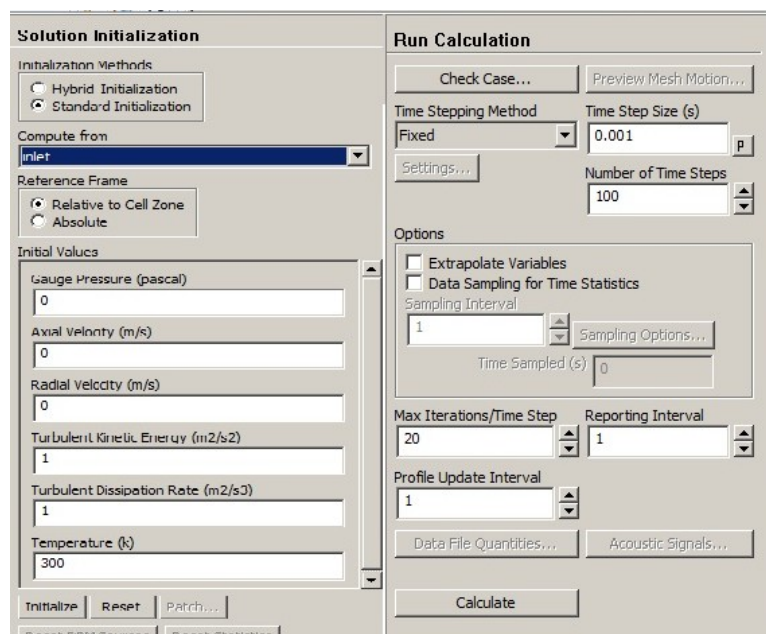 Solution Initialization
Initialization Methods
Hybrid Initialization
Standard Initialization
Compute from
inlet
Reference Frame
Relative to Cell Zone
Absolute
Initial Values
Gauge Pressure (pascal)
0
Axial Velocity (m/s)
0
Radial Velocity (m/s)
0
Turbulent Kinetic Energy (m2/s2)
1
Turbulent Dissipation Rate (m2/s3)
1
Temperature (k)
300
Initialize Reset Patch...
Run Calculation
Check Case... Preview Mesh Motion...
Time Stepping Method Time Step Size (s)
Fixed 0.001 P
Settings... Number of Time Steps
100
Options
Extrapolate Variables
Data Sampling for Time Statistics
Sampling Interval
1 Sampling Options...
Time Sampled (s) 0
Max Iterations/Time Step Reporting Interval
20 1
Profile Update Interval
1
Data File Quantities... Acoustic Signals...
Calculate